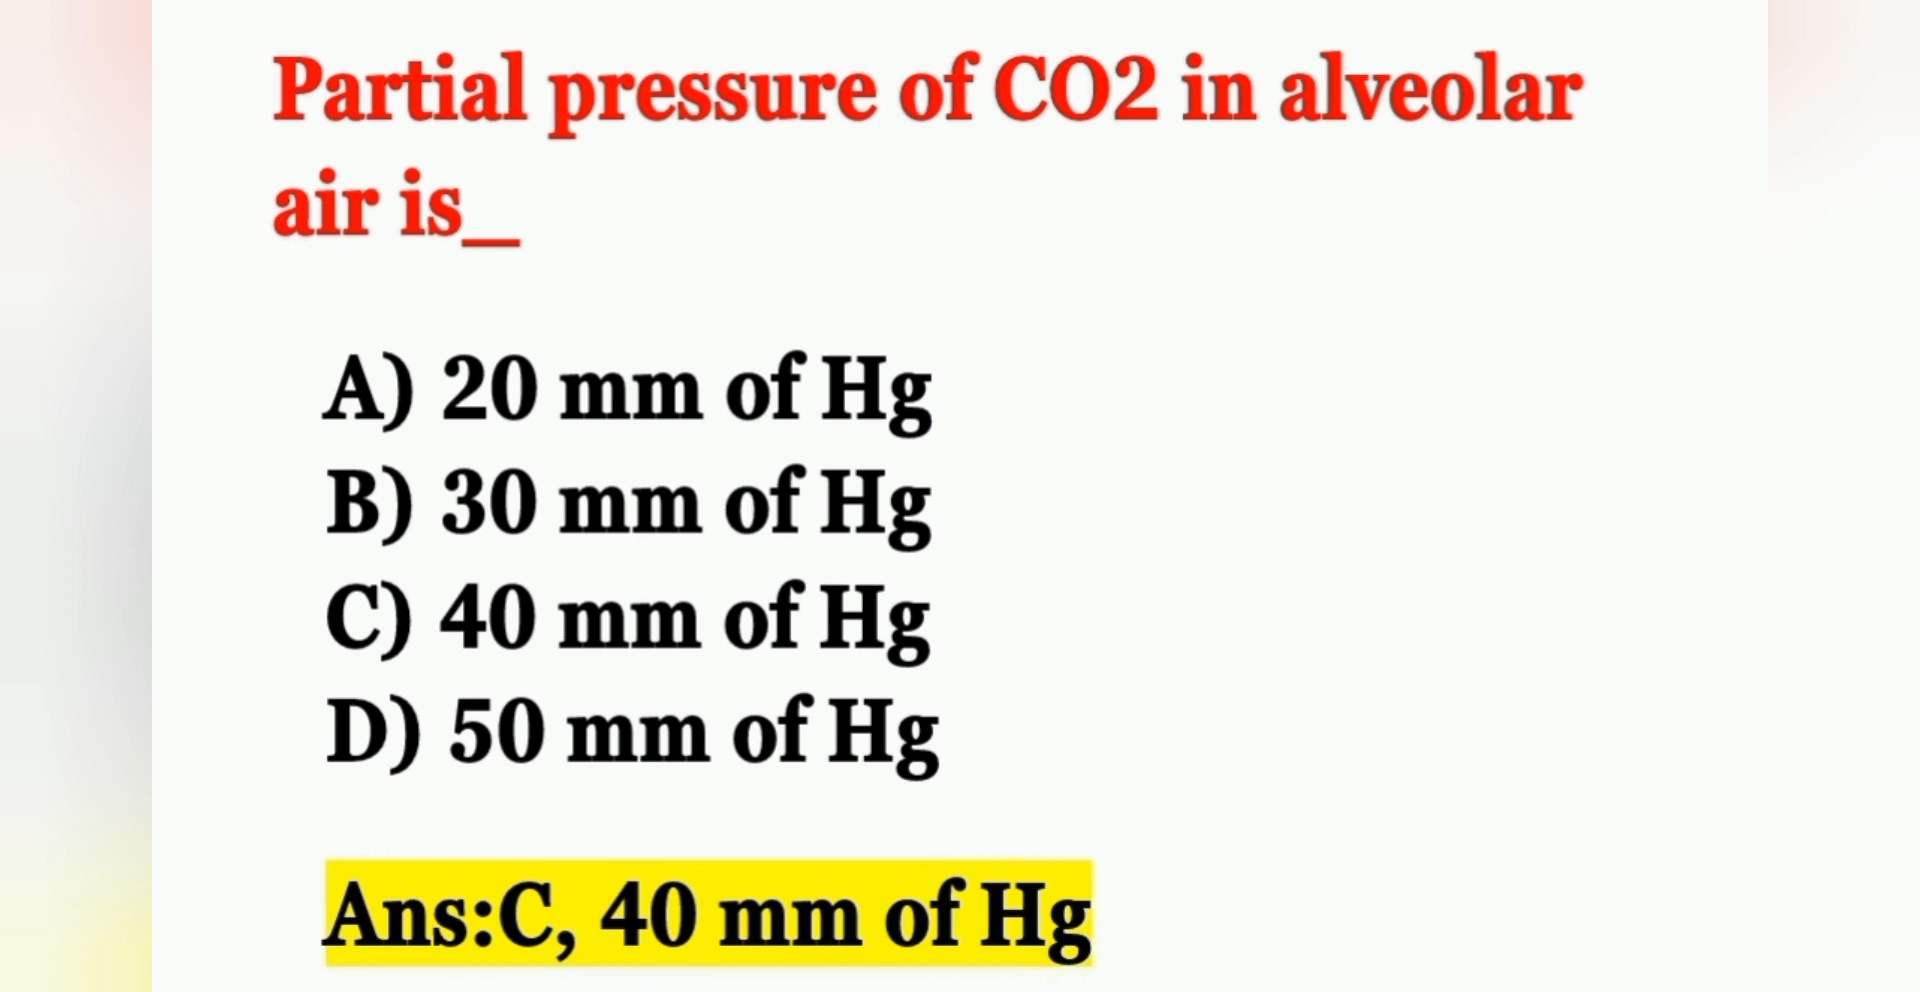 Partial pressure of CO2 in alveolar
air is_
A) 20 mm of Hg
B) 30 mm of Hg
C) 40 mm of Hg
D) 50 mm of Hg
Ans:C, 40 mm of Hg